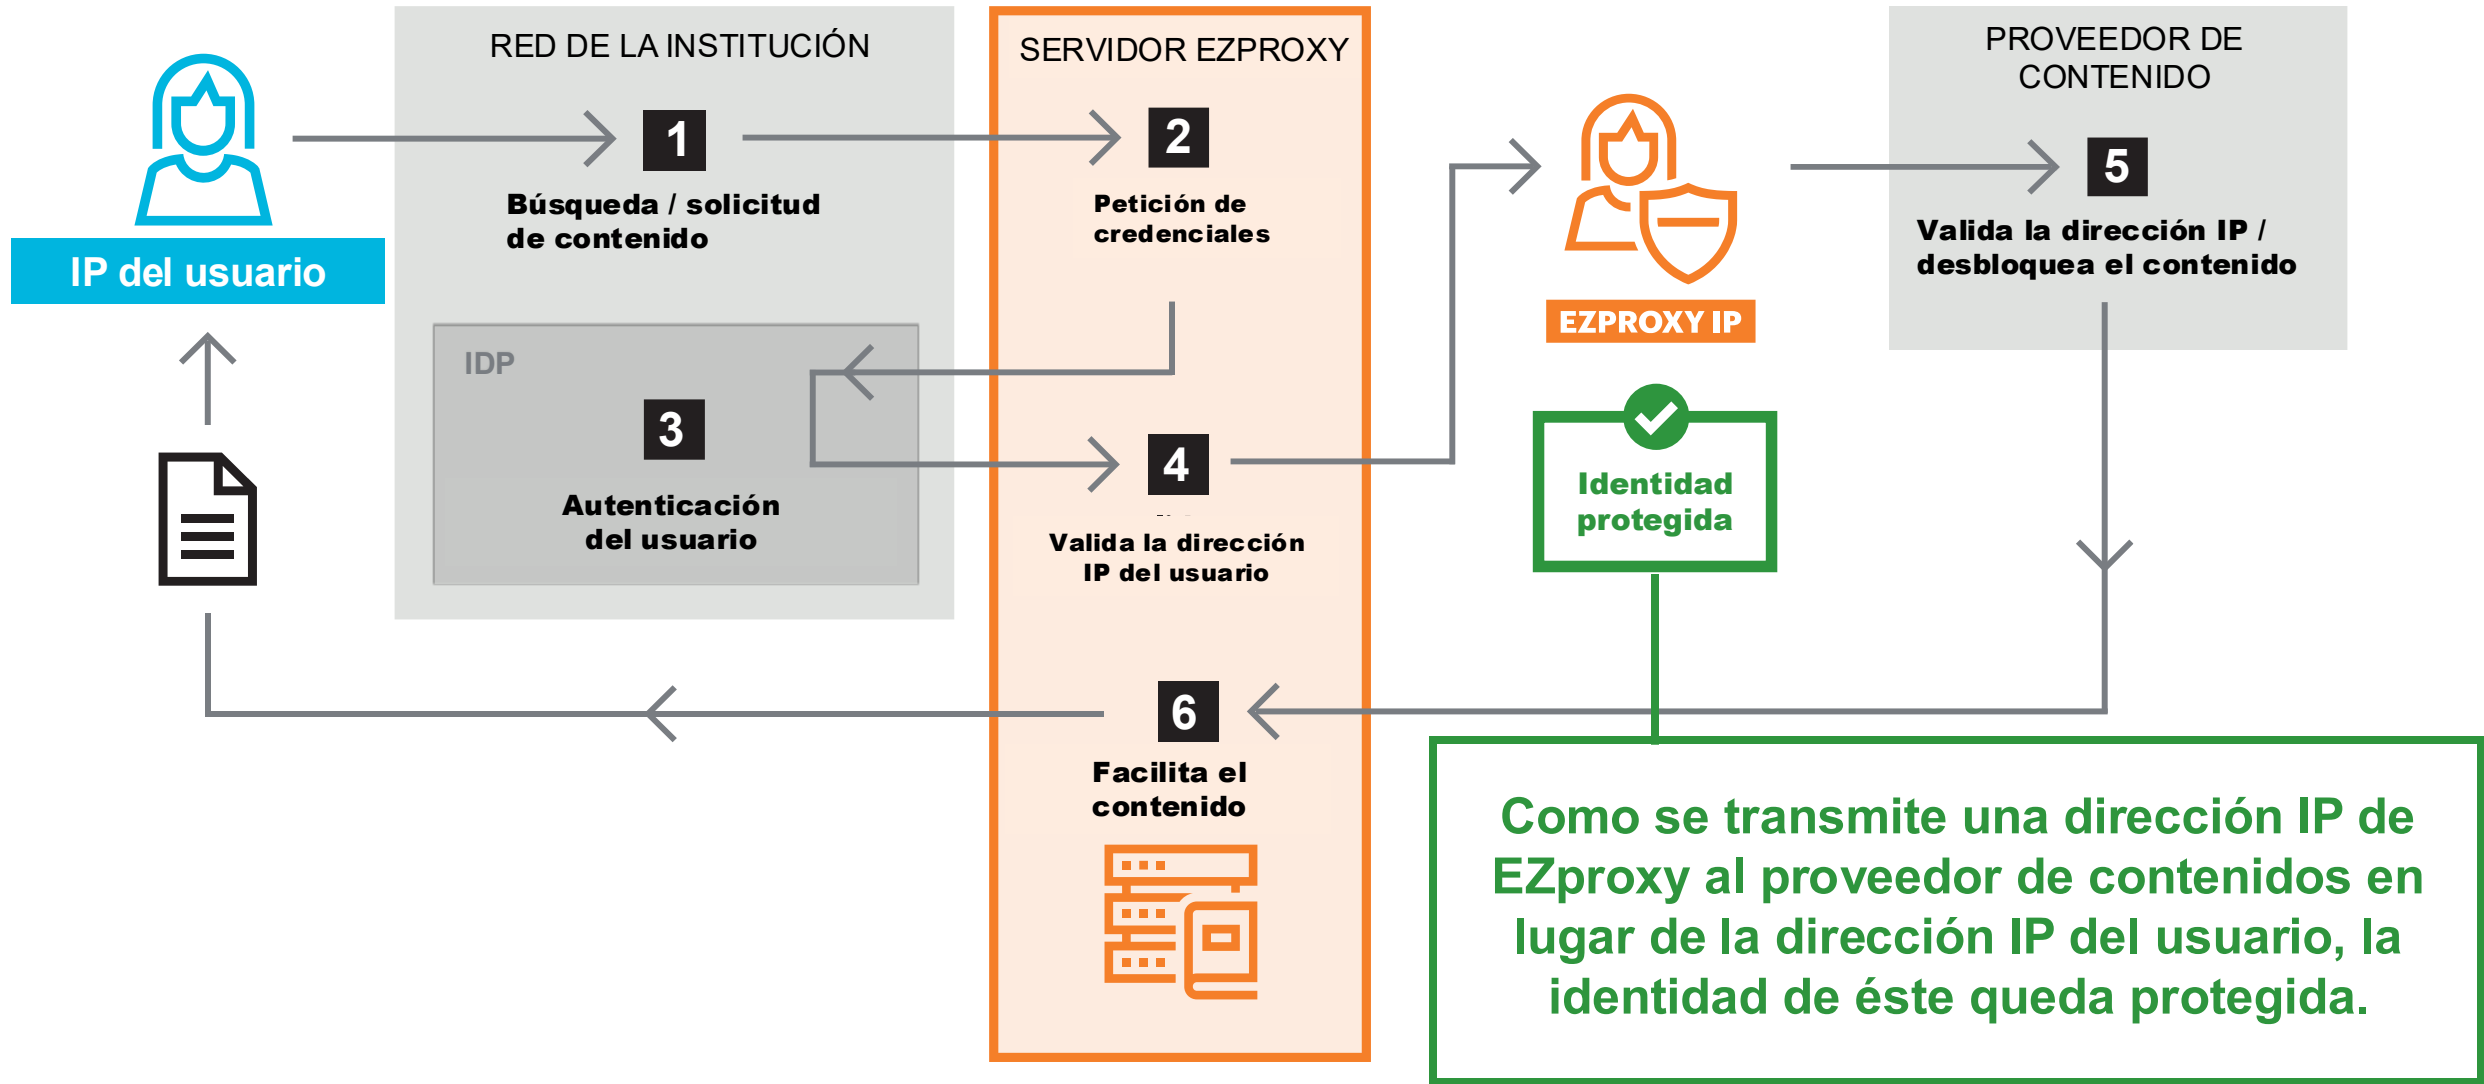 RED DE LA INSTITUCIÓN
SERVIDOR EZPROXY
PROVEEDOR DE
CONTENIDO
1
Búsqueda / solicitud
de contenido
2
Petición de
credenciales
5
Valida la dirección IP /
desbloquea el contenido
IP del usuario
EZPROXY IP
IDP
3
Autenticación
del usuario
4
Valida la dirección
IP del usuario
Identidad
protegida
6
Facilita el
contenido
Como se transmite una dirección IP de
EZproxy al proveedor de contenidos en
lugar de la dirección IP del usuario, la
identidad de éste queda protegida.